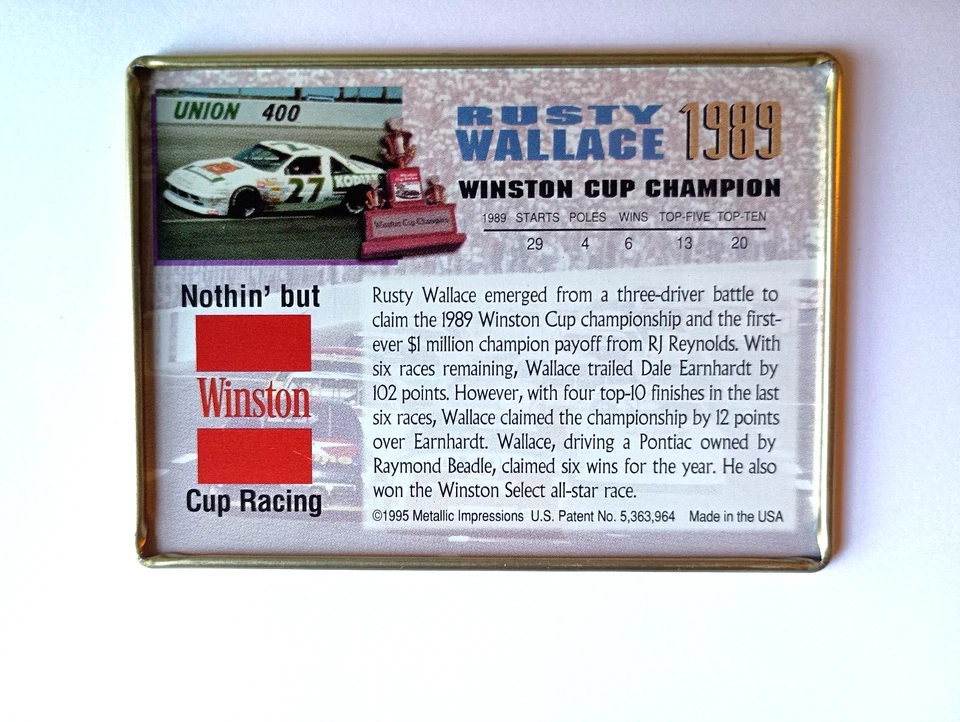 UNION 400
27 KODIAK
Winston Cup Champion
RUSTY
WALLACE 1989
WINSTON CUP CHAMPION
1989 STARTS POLES WINS TOP-FIVE TOP-TEN
29 4 6 13 20
Nothin' but
Winston
Cup Racing
Rusty Wallace emerged from a three-driver battle to
claim the 1989 Winston Cup championship and the first-
ever $1 million champion payoff from RJ Reynolds. With
six races remaining, Wallace trailed Dale Earnhardt by
102 points. However, with four top-10 finishes in the last
six races, Wallace claimed the championship by 12 points
over Earnhardt. Wallace, driving a Pontiac owned by
Raymond Beadle, claimed six wins for the year. He also
won the Winston Select all-star race.
©1995 Metallic Impressions U.S. Patent No. 5,363,964 Made in the USA